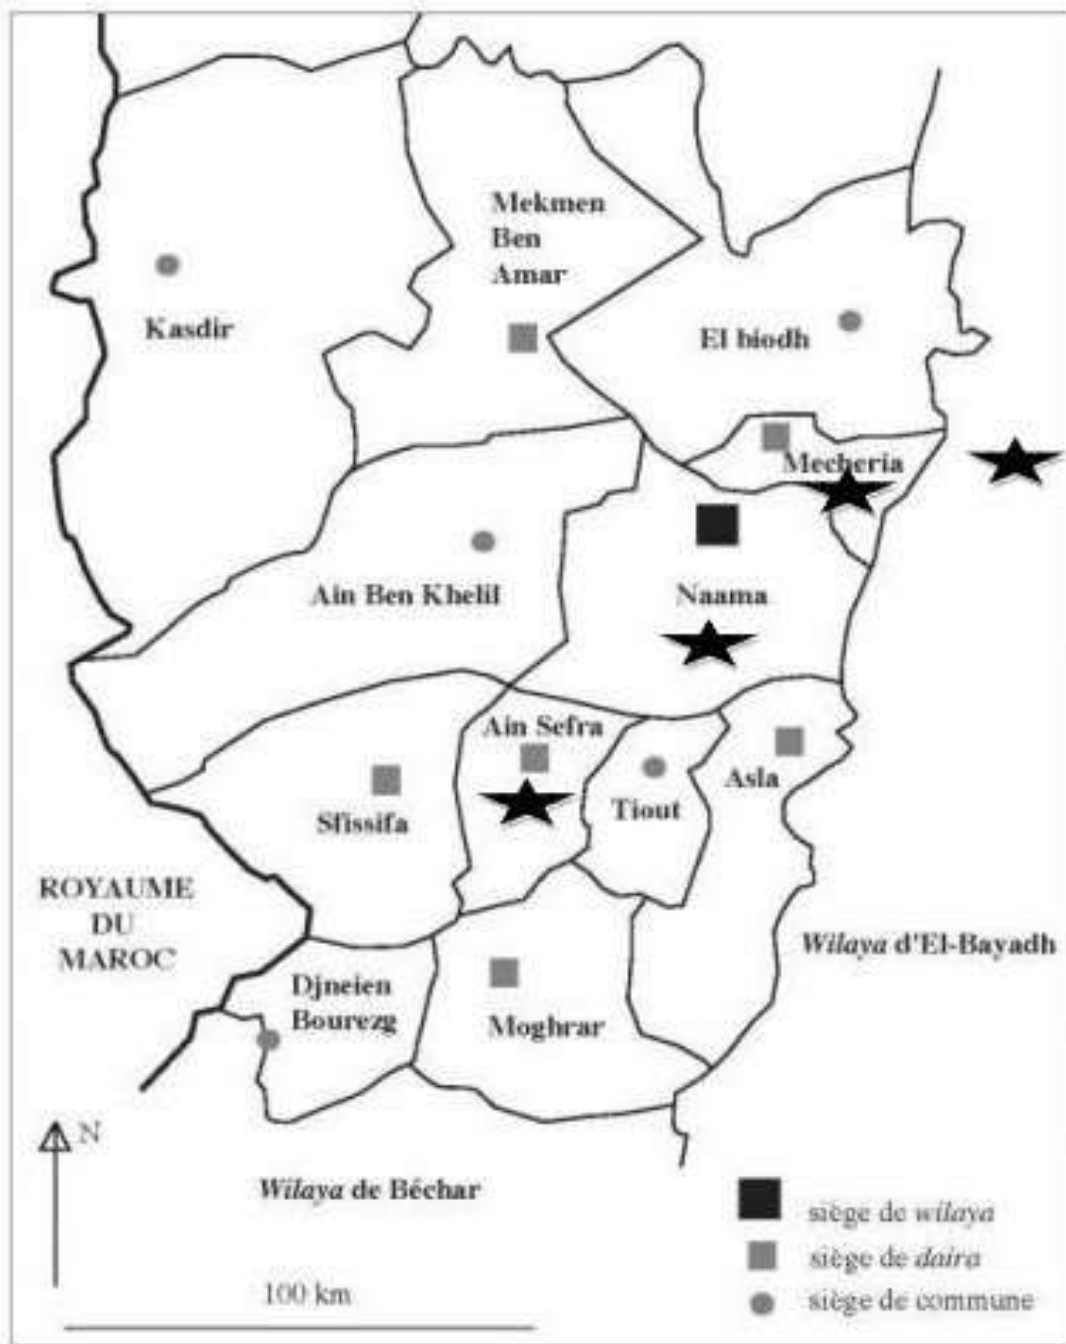 Mekmen
Ben
Amar
Kasdir
El biodh
Mecheria
Ain Ben Khelil
Naama
Ain Sefra
Asla
Tiout
Sfissifa
ROYAUME
DU
MAROC
Wilaya d'El-Bayadh
Djneien
Bourezg
Moghrar
N
Wilaya de Béchar
siège de wilaya
siège de daira
100 km
siège de commune